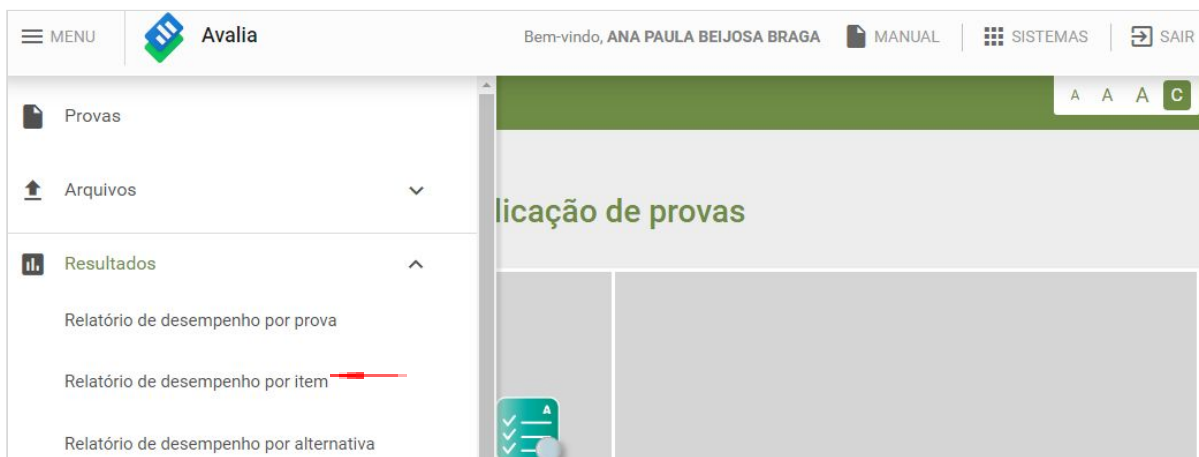 MENU Avalia Bem-vindo, ANA PAULA BEIJOSA BRAGA MANUAL SISTEMAS SAIR
A A A C
Provas
Arquivos
licação de provas
Resultados
Relatório de desempenho por prova
Relatório de desempenho por item
A
Relatório de desempenho por alternativa